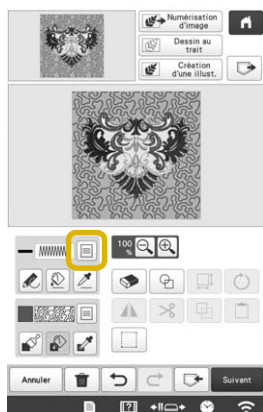 Numérisation
d'image
Dessin au
trait
Création
d'une illust.
100
%
Annuler
Suivant